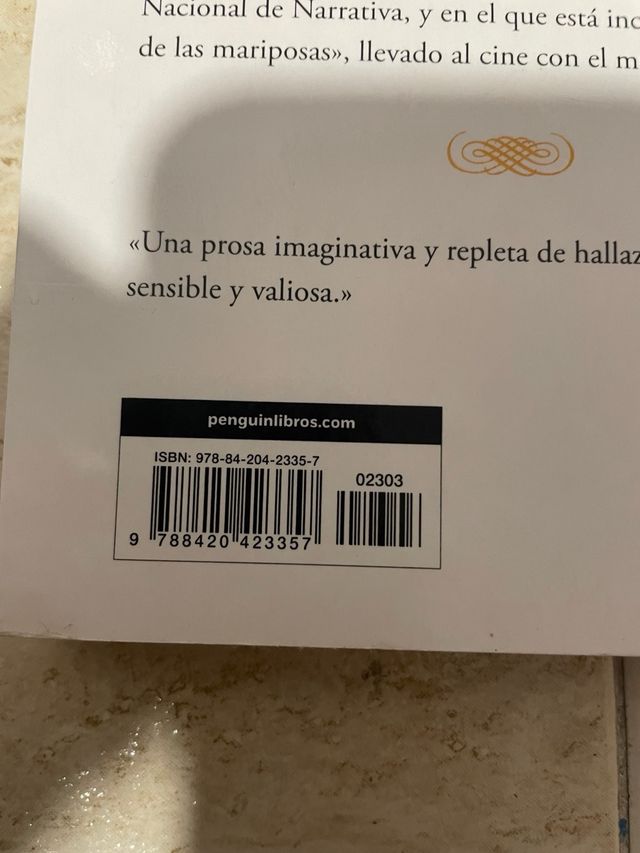 Nacional de Narrativa, y en el que está
de las mariposas», llevado al cine con el
«Una prosa imaginativa y repleta de
sensible y valiosa.»
penguinlibros.com
ISBN: 978-84-204-2335-7
02303
9 788420 423357